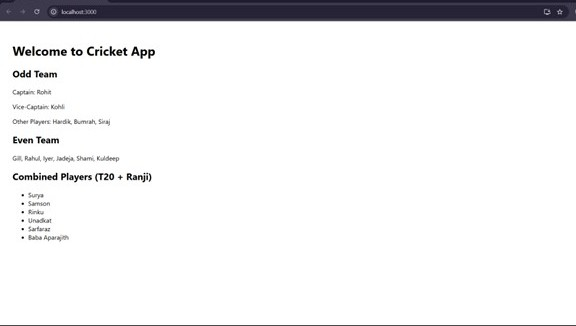 localhost:3000
Welcome to Cricket App
Odd Team
Captain: Rohit
Vice-Captain: Kohli
Other Players: Hardik, Bumrah, Siraj
Even Team
Gill, Rahul, Iyer, Jadeja, Shami, Kuldeep
Combined Players (T20 + Ranji)
Surya
Samson
Rinku
Unadkat
Sarfaraz
Baba Aparajith